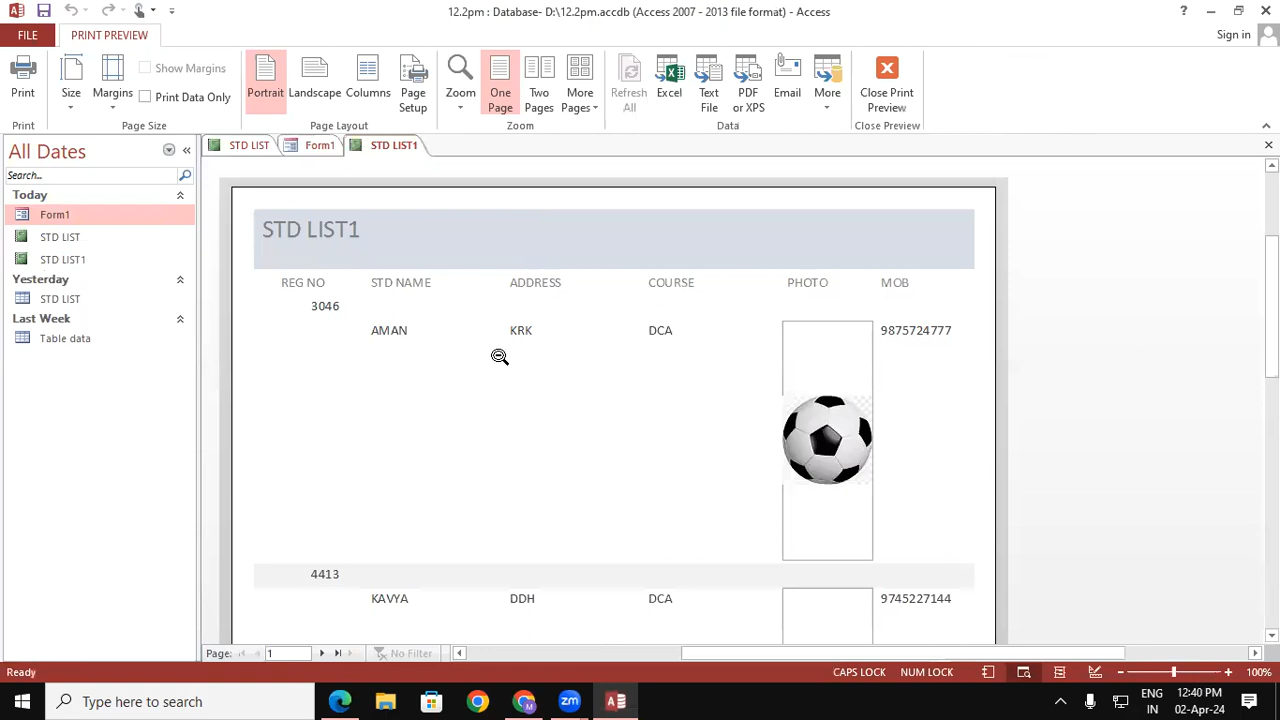 12.2pm : Database- D:\12.2pm.accdb (Access 2007 - 2013 file format) - Access
?
FILE
PRINT PREVIEW
Sign in
Print
Size
Margins
Show Margins
Print Data Only
Portrait
Landscape
Columns
Page Setup
Zoom
One Page
Two Pages
More Pages
Refresh All
Excel
Text File
PDF or XPS
Email
More
Close Print Preview
Print
Page Size
Page Layout
Zoom
Data
Close Preview
All Dates
Search...
Today
Form1
STD LIST
STD LIST1
Yesterday
STD LIST
Last Week
Table data
STD LIST
Form1
STD LIST1
STD LIST1
REG NO STD NAME ADDRESS COURSE PHOTO MOB
3046
AMAN KRK DCA 9875724777
4413
KAVYA DDH DCA 9745227144
Page: 1 No Filter
Ready
CAPS LOCK NUM LOCK 100%
Type here to search
zm
ENG
IN
12:40 PM
02-Apr-24